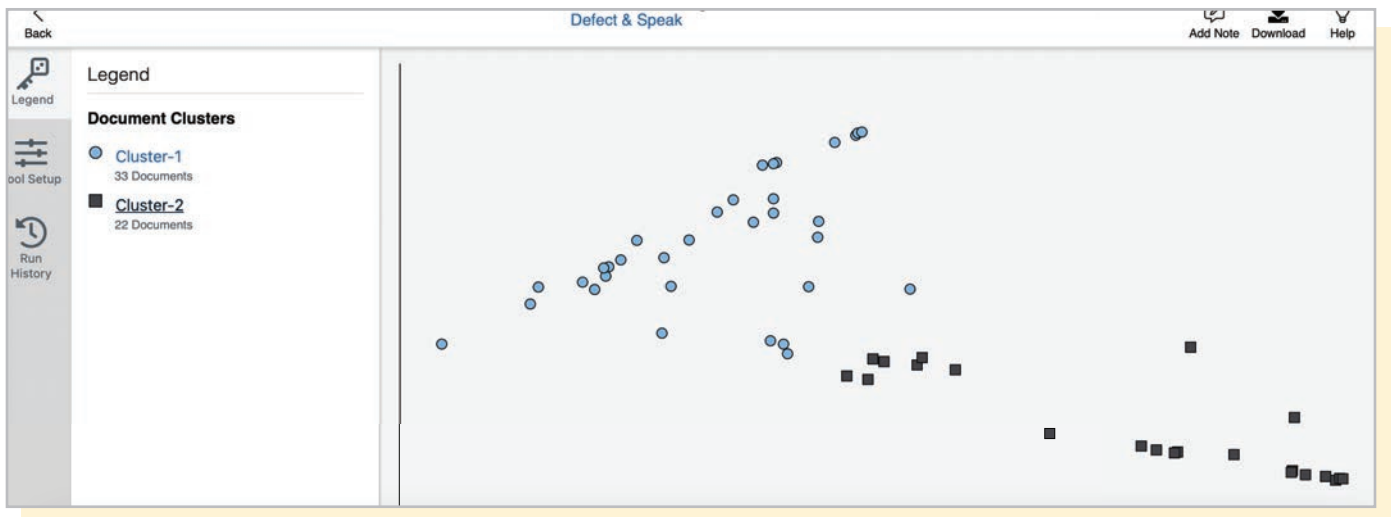 Defect & Speak
Back
Add Note
Download
Help
Legend
ool Setup
Run
History
Legend
Document Clusters
Cluster-1
33 Documents
Cluster-2
22 Documents